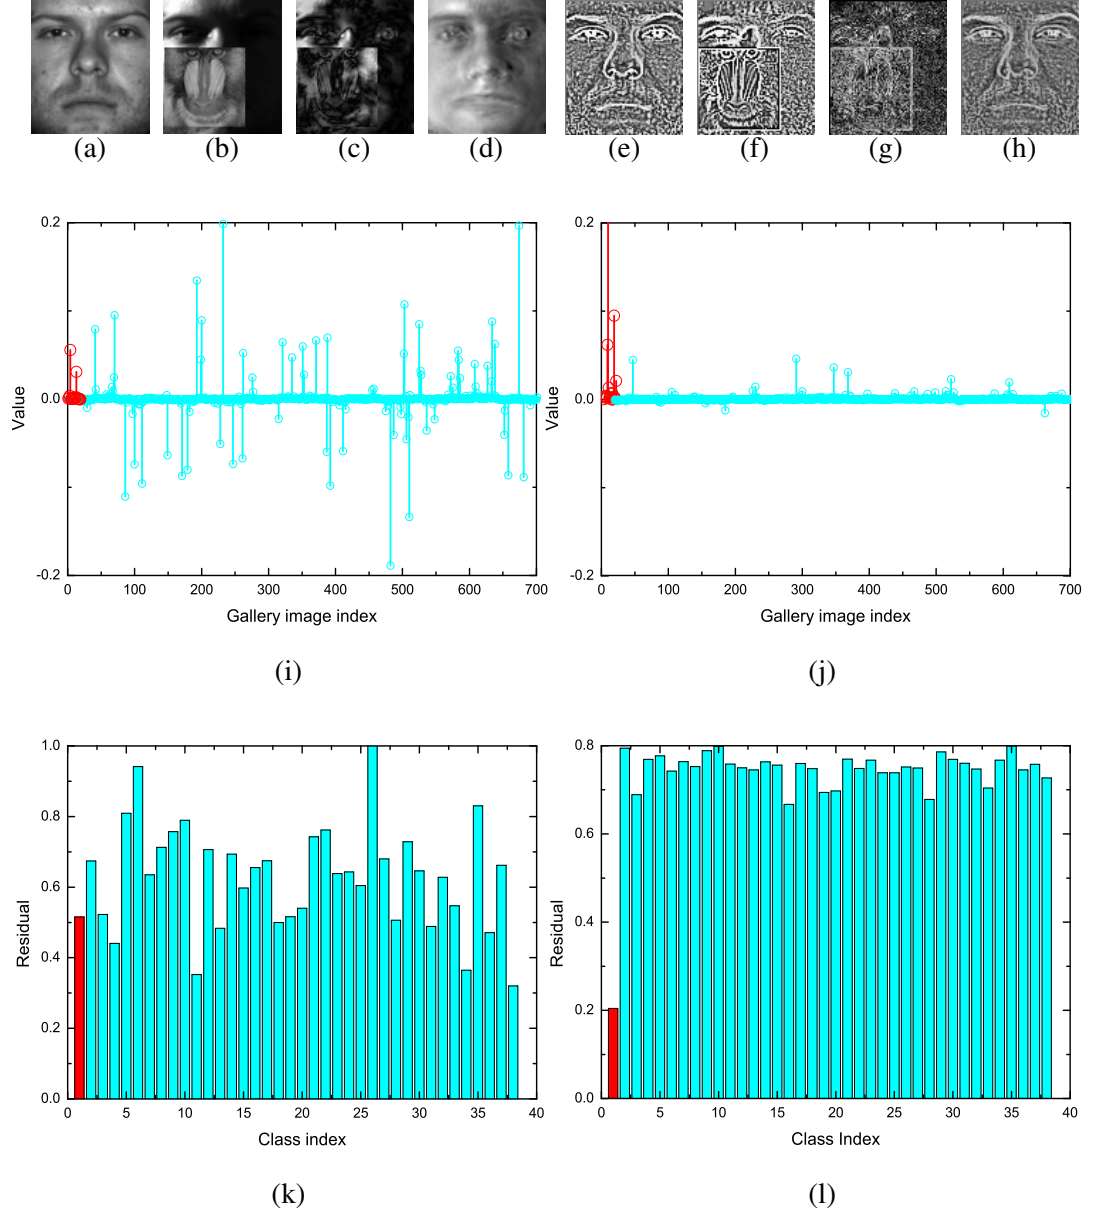 (a) (b) (c) (d) (e) (f) (g) (h)
0.2
0.0
-0.2
Value
0 100 200 300 400 500 600 700
Gallery image index
(i)
0.2
0.0
-0.2
Value
0 100 200 300 400 500 600 700
Gallery image index
(j)
1.0
0.8
0.6
0.4
0.2
0.0
Residual
0 5 10 15 20 25 30 35 40
Class index
(k)
0.8
0.6
0.4
0.2
0.0
Residual
0 5 10 15 20 25 30 35 40
Class Index
(l)